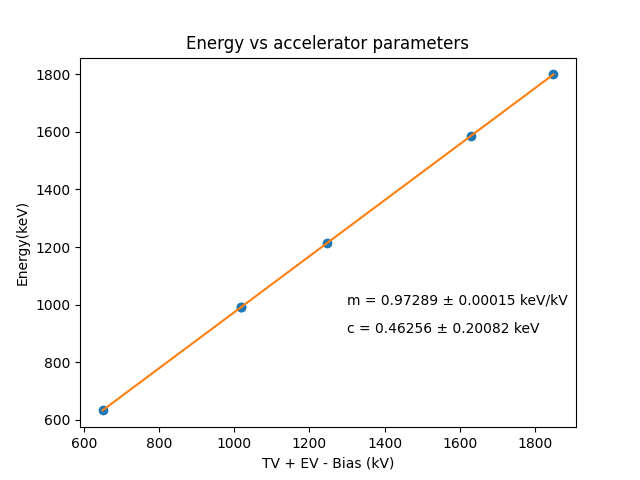 Energy vs accelerator parameters
1800
1600
1400
1200
1000
800
600
Energy(keV)
m = 0.97289 ± 0.00015 keV/kV
c = 0.46256 ± 0.20082 keV
600 800 1000 1200 1400 1600 1800
TV + EV - Bias (kV)